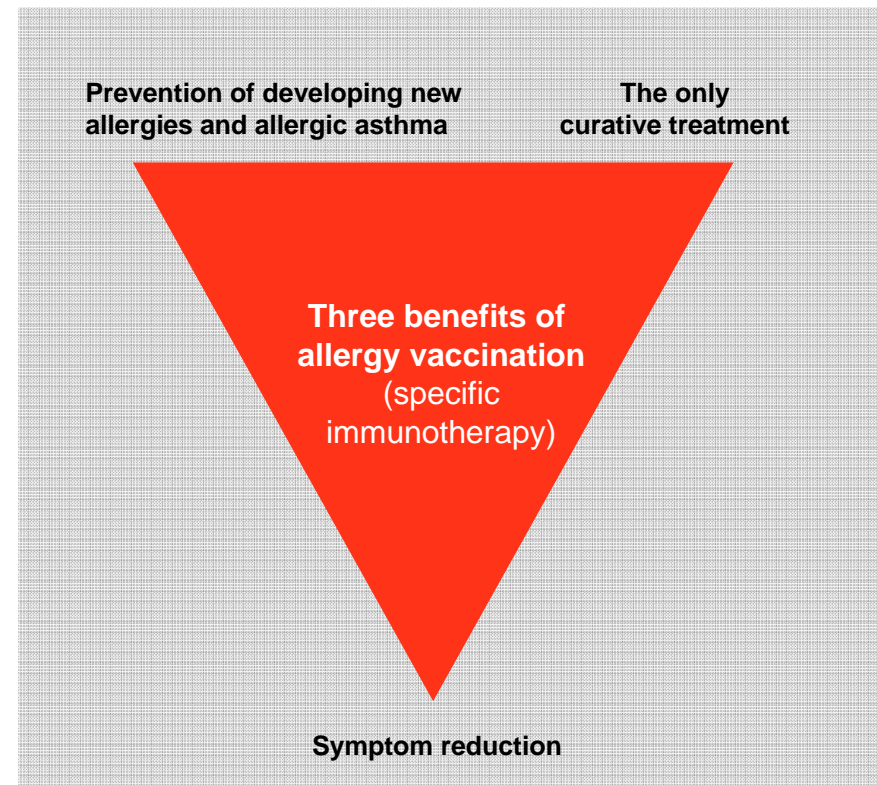 Prevention of developing new
allergies and allergic asthma
The only
curative treatment
Three benefits of
allergy vaccination
(specific
immunotherapy)
Symptom reduction